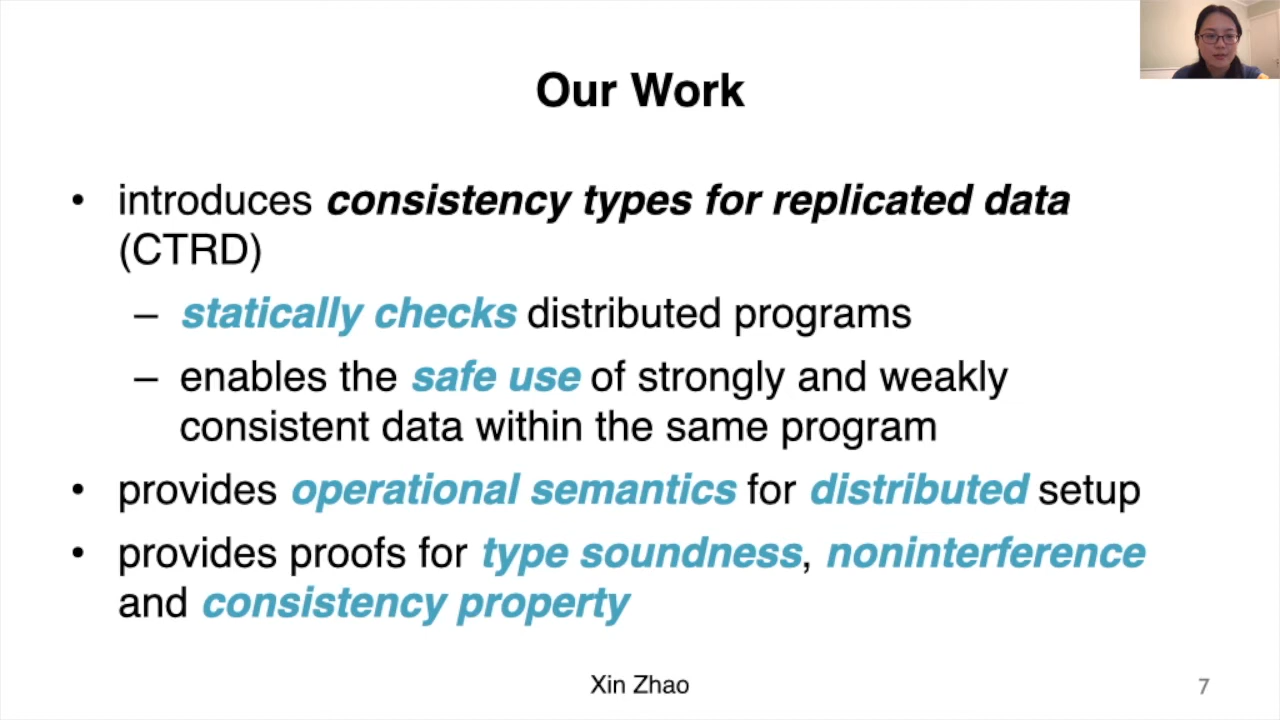 Our Work
• introduces consistency types for replicated data
(CTRD)
– statically checks distributed programs
– enables the safe use of strongly and weakly
consistent data within the same program
• provides operational semantics for distributed setup
• provides proofs for type soundness, noninterference
and consistency property
Xin Zhao
7